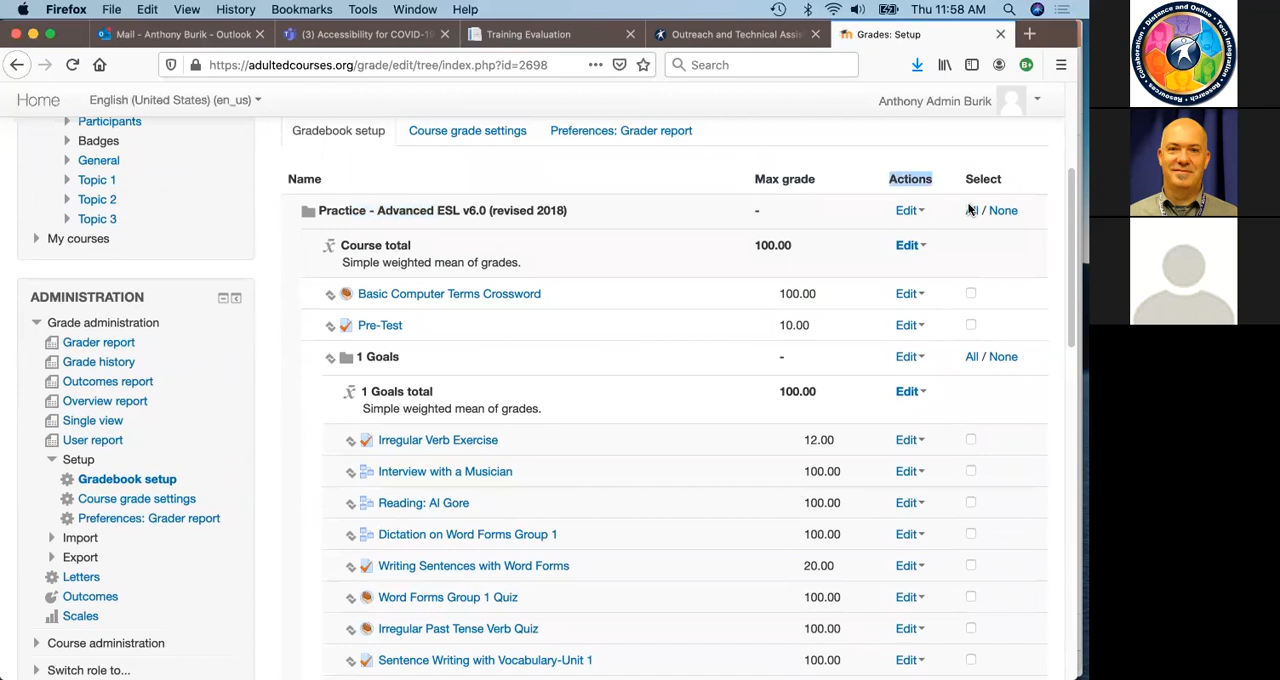 Firefox File Edit View History Bookmarks Tools Window Help Thu 11:58 AM
Mail - Anthony Burik - Outlook (3) Accessibility for COVID-19 Training Evaluation Outreach and Technical Assis Grades: Setup
https://adultedcourses.org/grade/edit/tree/index.php?id=2698 Search
Home English (United States) (en_us) Anthony Admin Burik
Participants
Badges
General
Topic 1
Topic 2
Topic 3
My courses
ADMINISTRATION
Grade administration
Grader report
Grade history
Outcomes report
Overview report
Single view
User report
Setup
Gradebook setup
Course grade settings
Preferences: Grader report
Import
Export
Letters
Outcomes
Scales
Course administration
Switch role to...
Gradebook setup Course grade settings Preferences: Grader report
Name Max grade Actions Select
Practice - Advanced ESL v6.0 (revised 2018) - Edit All / None
Course total 100.00 Edit
Simple weighted mean of grades.
Basic Computer Terms Crossword 100.00 Edit
Pre-Test 10.00 Edit
1 Goals - Edit All / None
1 Goals total 100.00 Edit
Simple weighted mean of grades.
Irregular Verb Exercise 12.00 Edit
Interview with a Musician 100.00 Edit
Reading: Al Gore 100.00 Edit
Dictation on Word Forms Group 1 100.00 Edit
Writing Sentences with Word Forms 20.00 Edit
Word Forms Group 1 Quiz 100.00 Edit
Irregular Past Tense Verb Quiz 100.00 Edit
Sentence Writing with Vocabulary-Unit 1 100.00 Edit
Collaboration Distance and Online Tech Integration Research Resources